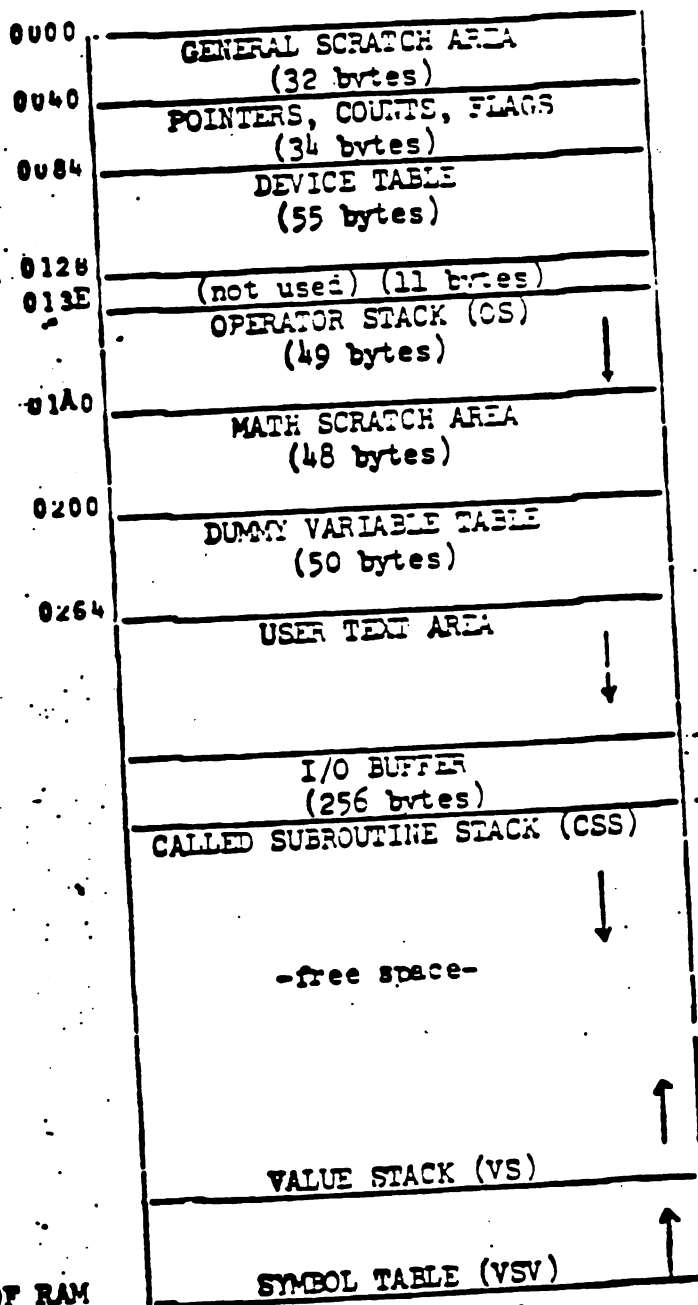 0000
GENERAL SCRATCH AREA
(32 bytes)
0040
POINTERS, COUNTS, FLAGS
(34 bytes)
0084
DEVICE TABLE
(55 bytes)
0128
(not used) (11 bytes)
013E
OPERATOR STACK (OS)
(49 bytes)
01A0
MATH SCRATCH AREA
(48 bytes)
0200
DUMMY VARIABLE TABLE
(50 bytes)
0264
USER TEXT AREA
I/O BUFFER
(256 bytes)
CALLED SUBROUTINE STACK (CSS)
-free space-
VALUE STACK (VS)
SYMBOL TABLE (VSV)
OF RAM